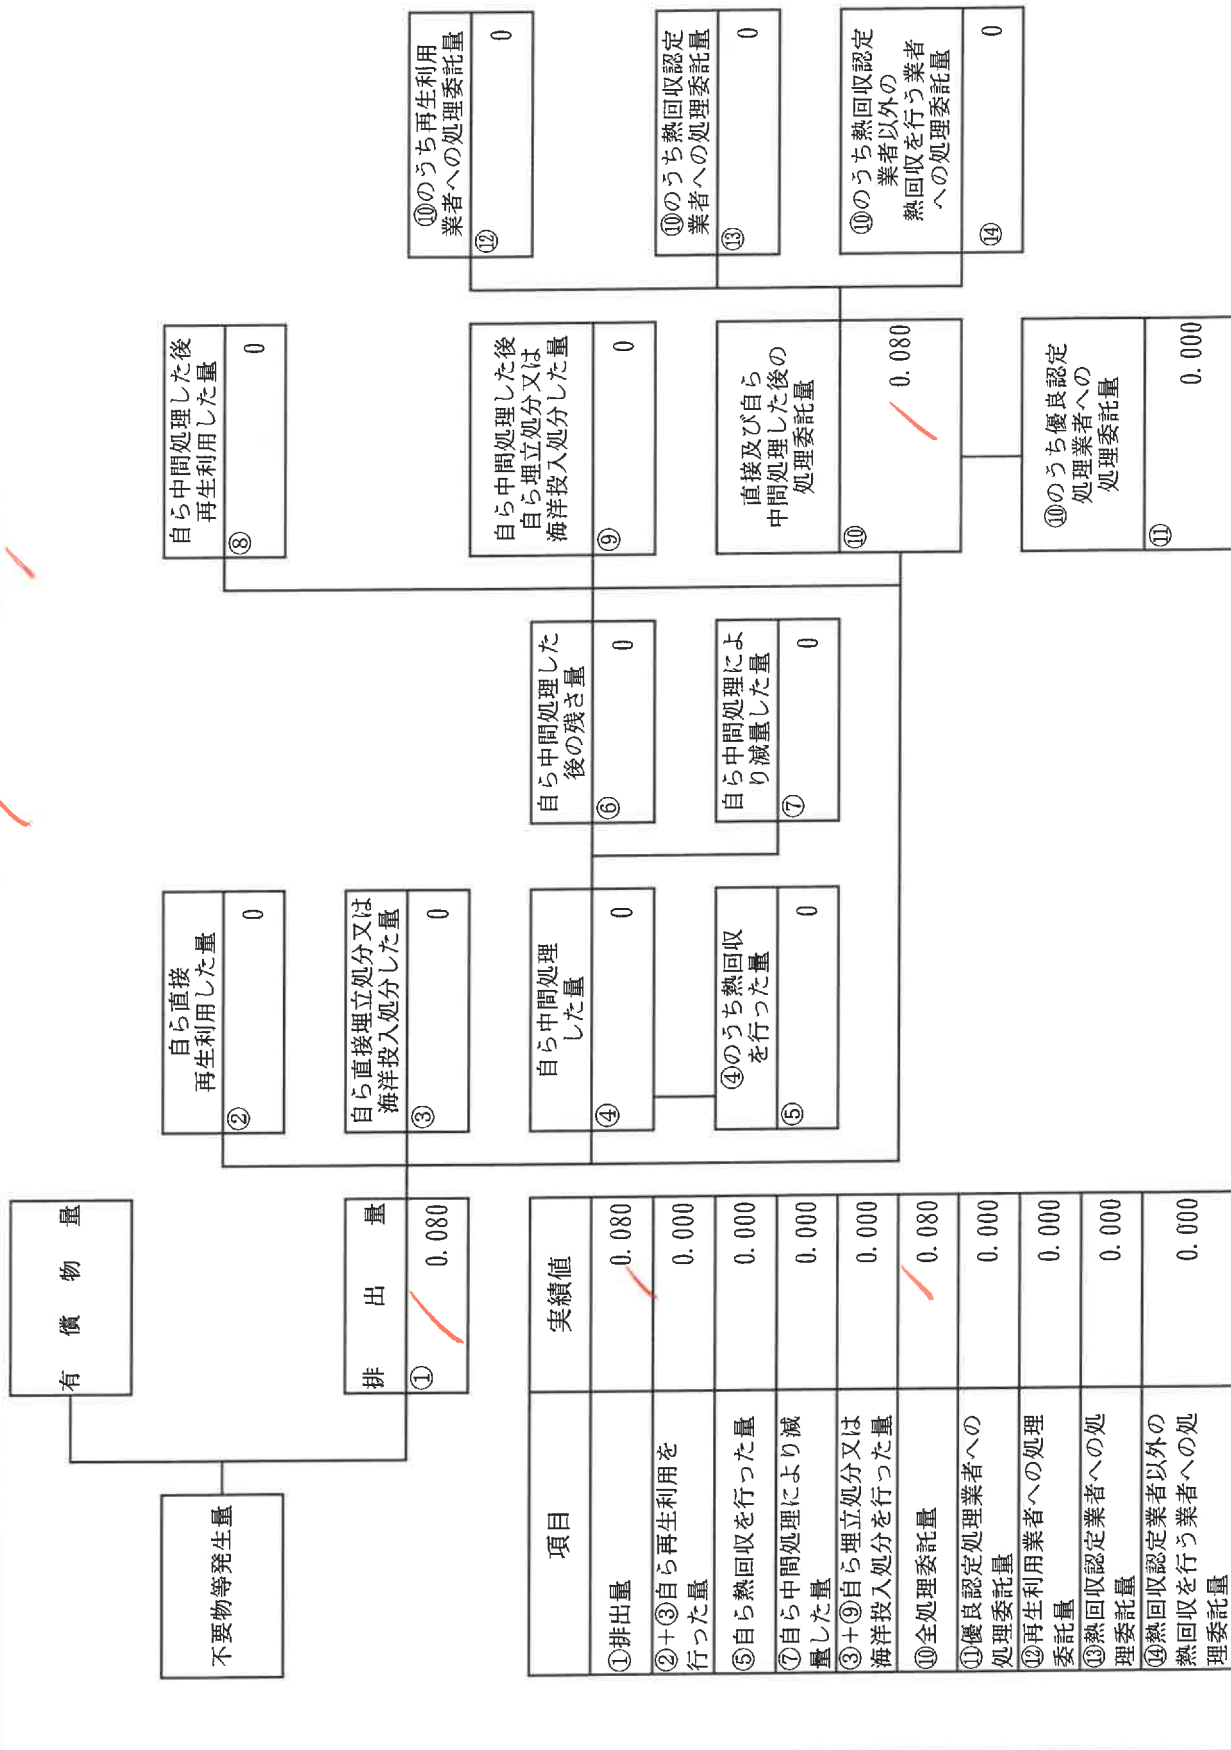 有償物量
不要物等発生量
排出量
①
0.080
自ら直接
再生利用した量
②
0
自ら直接埋立処分又は
海洋投入処分した量
③
0
自ら中間処理
した量
④
0
④のうち熱回収
を行った量
⑤
0
自ら中間処理した
後の残さ量
⑥
0
自ら中間処理によ
り減量した量
⑦
0
自ら中間処理した後
再生利用した量
⑧
0
自ら中間処理した後
自ら埋立処分又は
海洋投入処分した量
⑨
0
直接及び自ら
中間処理した後の
処理委託量
⑩
0.080
⑩のうち優良認定
処理業者への
処理委託量
⑪
0.000
⑩のうち再生利用
業者への処理委託量
⑫
0
⑩のうち熱回収認定
業者への処理委託量
⑬
0
⑩のうち熱回収認定
業者以外の
熱回収を行う業者
への処理委託量
⑭
0
項目 実績値
①排出量 0.080
②+③自ら再生利用を
行った量 0.000
⑤自ら熱回収を行った量 0.000
⑦自ら中間処理により減
量した量 0.000
③+⑨自ら埋立処分又は
海洋投入処分を行った量 0.000
⑩全処理委託量 0.080
⑪優良認定処理業者への
処理委託量 0.000
⑫再生利用業者への処理
委託量 0.000
⑬熱回収認定業者への処
理委託量 0.000
⑭熱回収認定業者以外の
熱回収を行う業者への処
理委託量 0.000